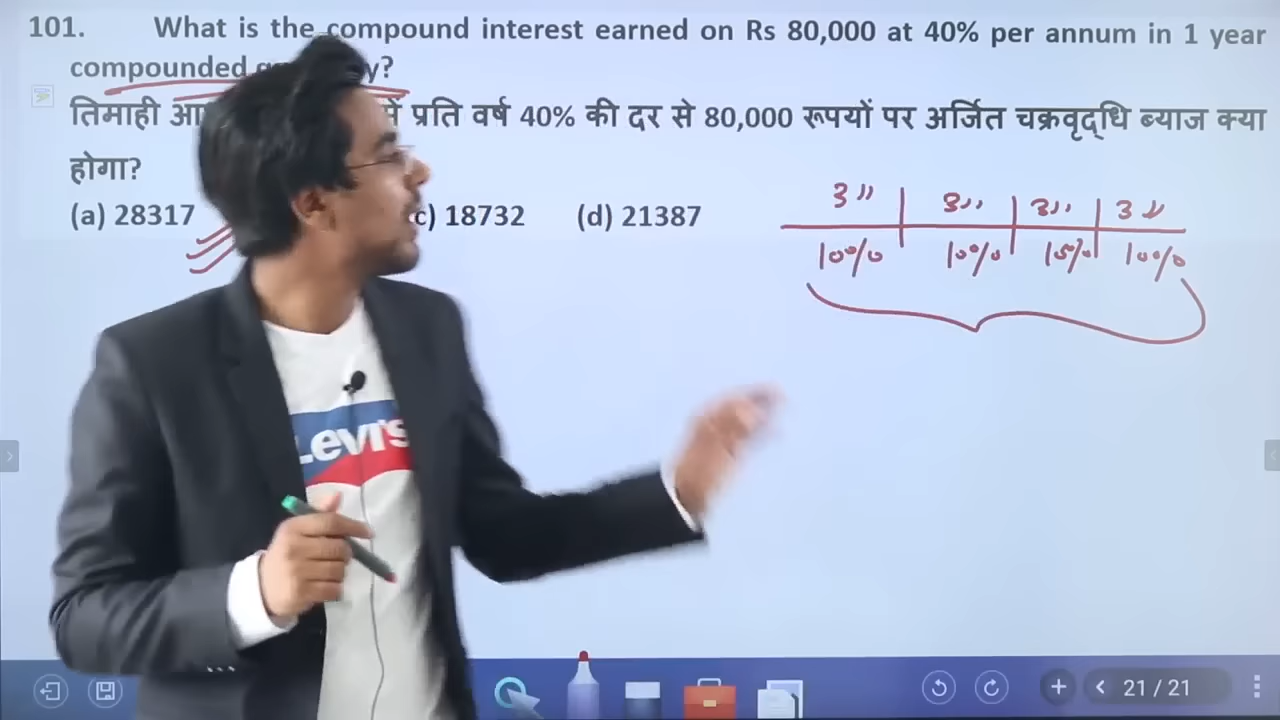 101. What is the compound interest earned on Rs 80,000 at 40% per annum in 1 year
compounded y?
तिमाही में प्रति वर्ष 40% की दर से 80,000 रूपयों पर अर्जित चक्रवृद्धि ब्याज क्या
होगा?
(a) 28317 c) 18732 (d) 21387
3 3 3 3
10% 10% 10% 10%
Levi's
21 / 21